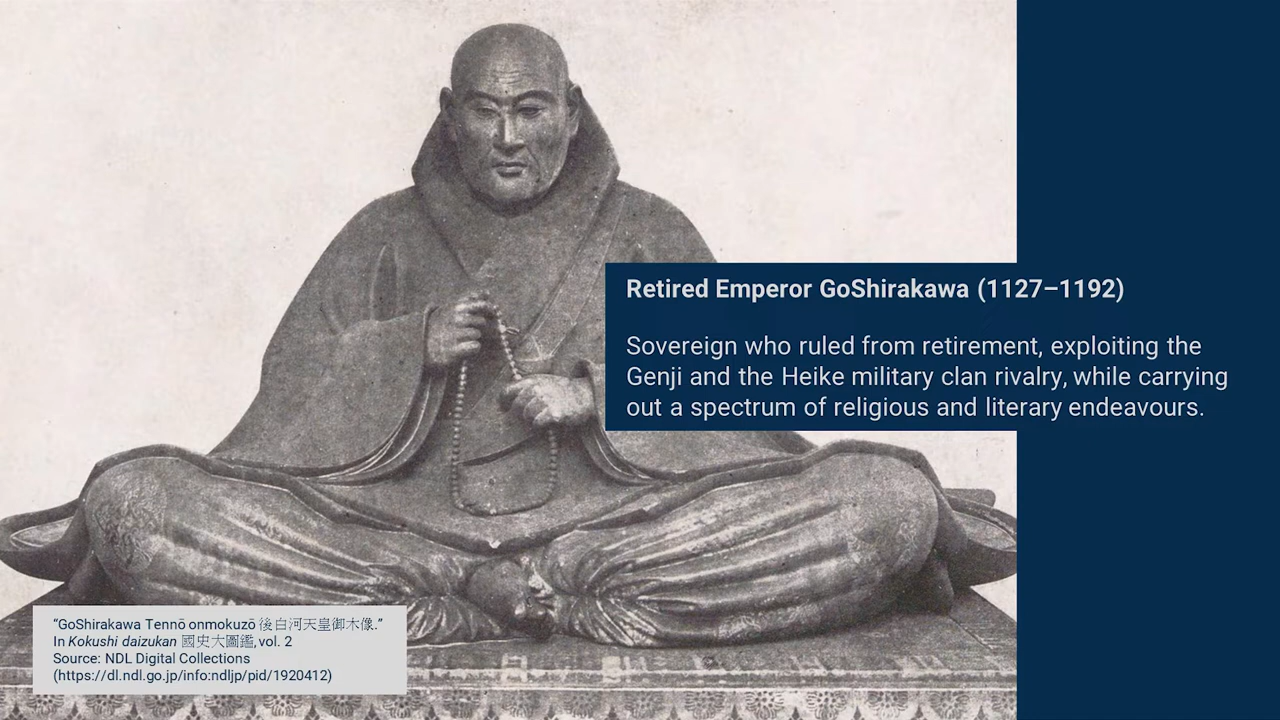 Retired Emperor GoShirakawa (1127–1192)
Sovereign who ruled from retirement, exploiting the
Genji and the Heike military clan rivalry, while carrying
out a spectrum of religious and literary endeavours.
“GoShirakawa Tennō onmokuzō 後白河天皇御木像.”
In Kokushi daizukan 國史大圖鑑, vol. 2
Source: NDL Digital Collections
(https://dl.ndl.go.jp/info:ndljp/pid/1920412)